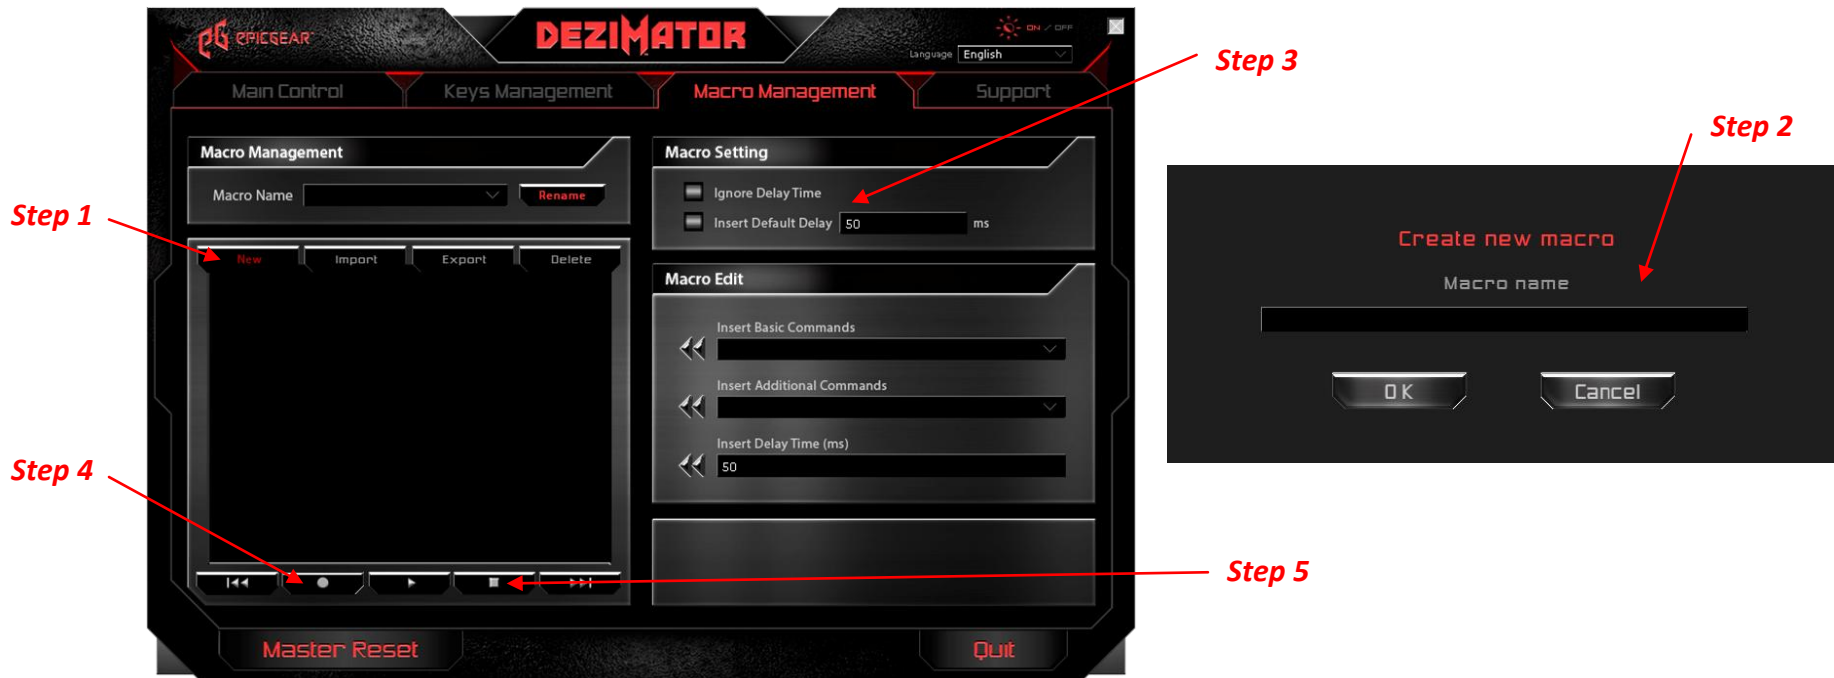 EPICGEAR
DEZIMATOR
ON / OFF
Language English
Step 3
Main Control Keys Management Macro Management Support
Step 2
Macro Management
Macro Name Rename
Macro Setting
Ignore Delay Time
Insert Default Delay 50 ms
Step 1
New Import Export Delete
Create new macro
Macro name
OK Cancel
Macro Edit
Insert Basic Commands
Insert Additional Commands
Insert Delay Time (ms)
50
Step 4
Step 5
Master Reset Quit